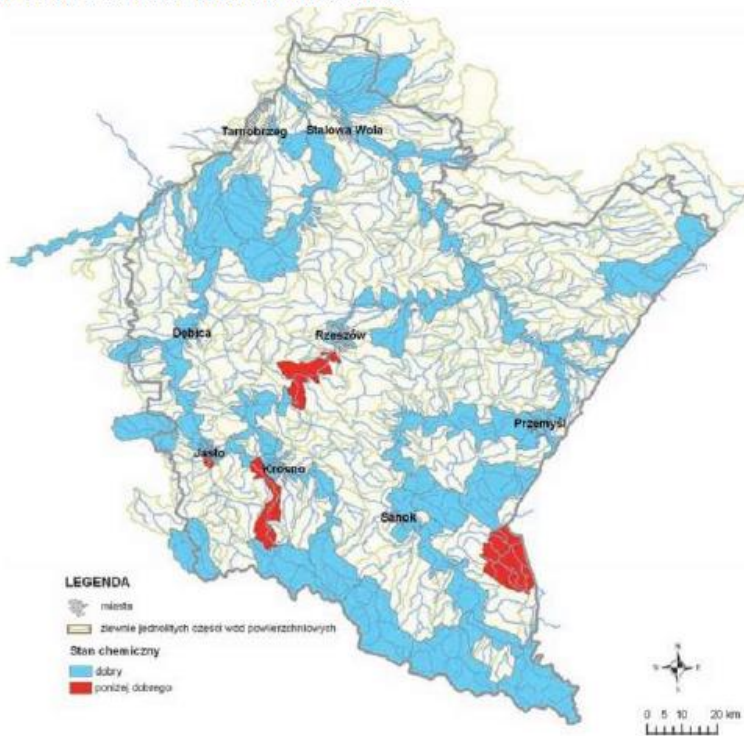 Tarnobrzeg
Stalowa Wola
Dębica
Rzeszów
Przemyśl
Jasło
Krosno
Sanok
LEGENDA
miasta
zlewnie jednolitych części wód powierzchniowych
Stan chemiczny
dobry
poniżej dobrego
0 5 10 20 km